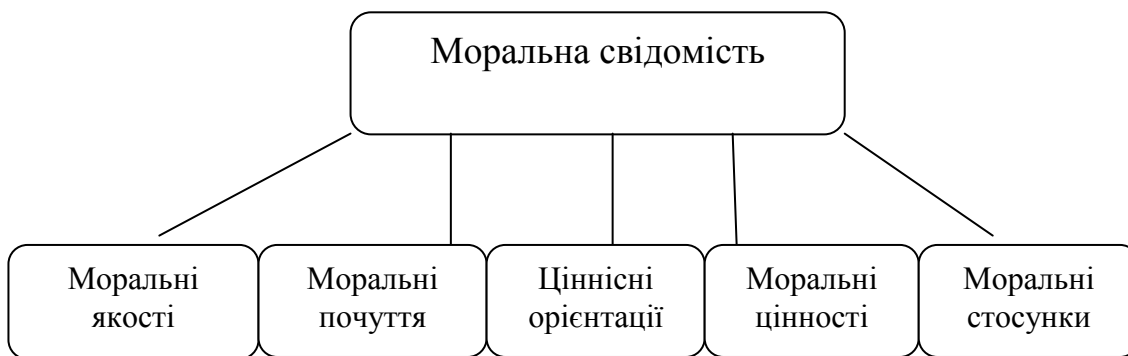 Моральна свідомість
Моральні
якості
Моральні
почуття
Ціннісні
орієнтації
Моральні
цінності
Моральні
стосунки